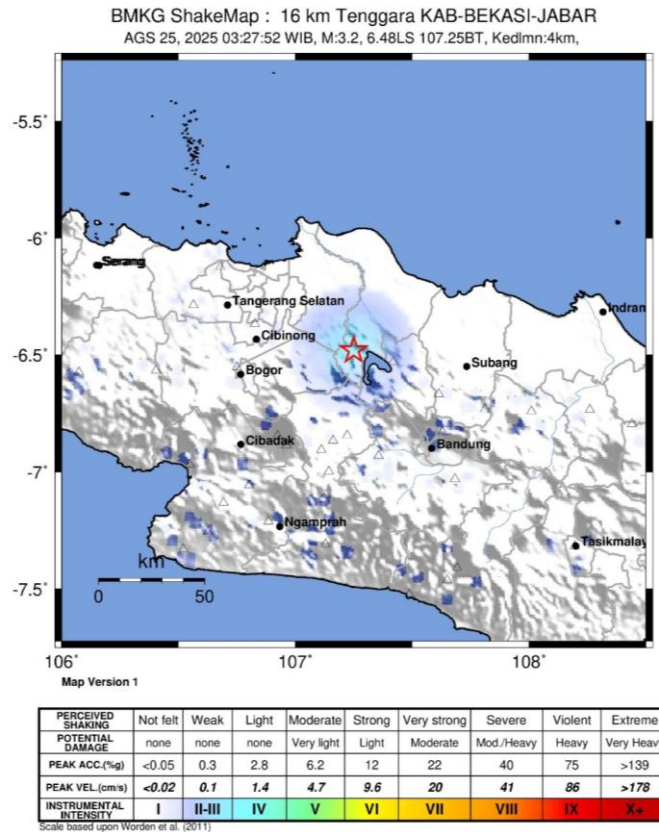 BMKG ShakeMap : 16 km Tenggara KAB-BEKASI-JABAR
AGS 25, 2025 03:27:52 WIB, M:3.2, 6.48LS 107.25BT, Kedlmn:4km,
-5.5°
-6°
Serang
Indram
Tangerang Selatan
Cibinong
-6.5°
Subang
Bogor
Cibadak
Bandung
-7°
Ngamprah
Tasikmalay
km
-7.5°
0 50
106° 107° 108°
Map Version 1
PERCEIVED SHAKING Not felt Weak Light Moderate Strong Very strong Severe Violent Extreme
POTENTIAL DAMAGE none none none Very light Light Moderate Mod./Heavy Heavy Very Heavy
PEAK ACC.(%g) <0.05 0.3 2.8 6.2 12 22 40 75 >139
PEAK VEL.(cm/s) <0.02 0.1 1.4 4.7 9.6 20 41 86 >178
INSTRUMENTAL INTENSITY I II-III IV V VI VII VIII IX X+
Scale based upon Worden et al. (2011)